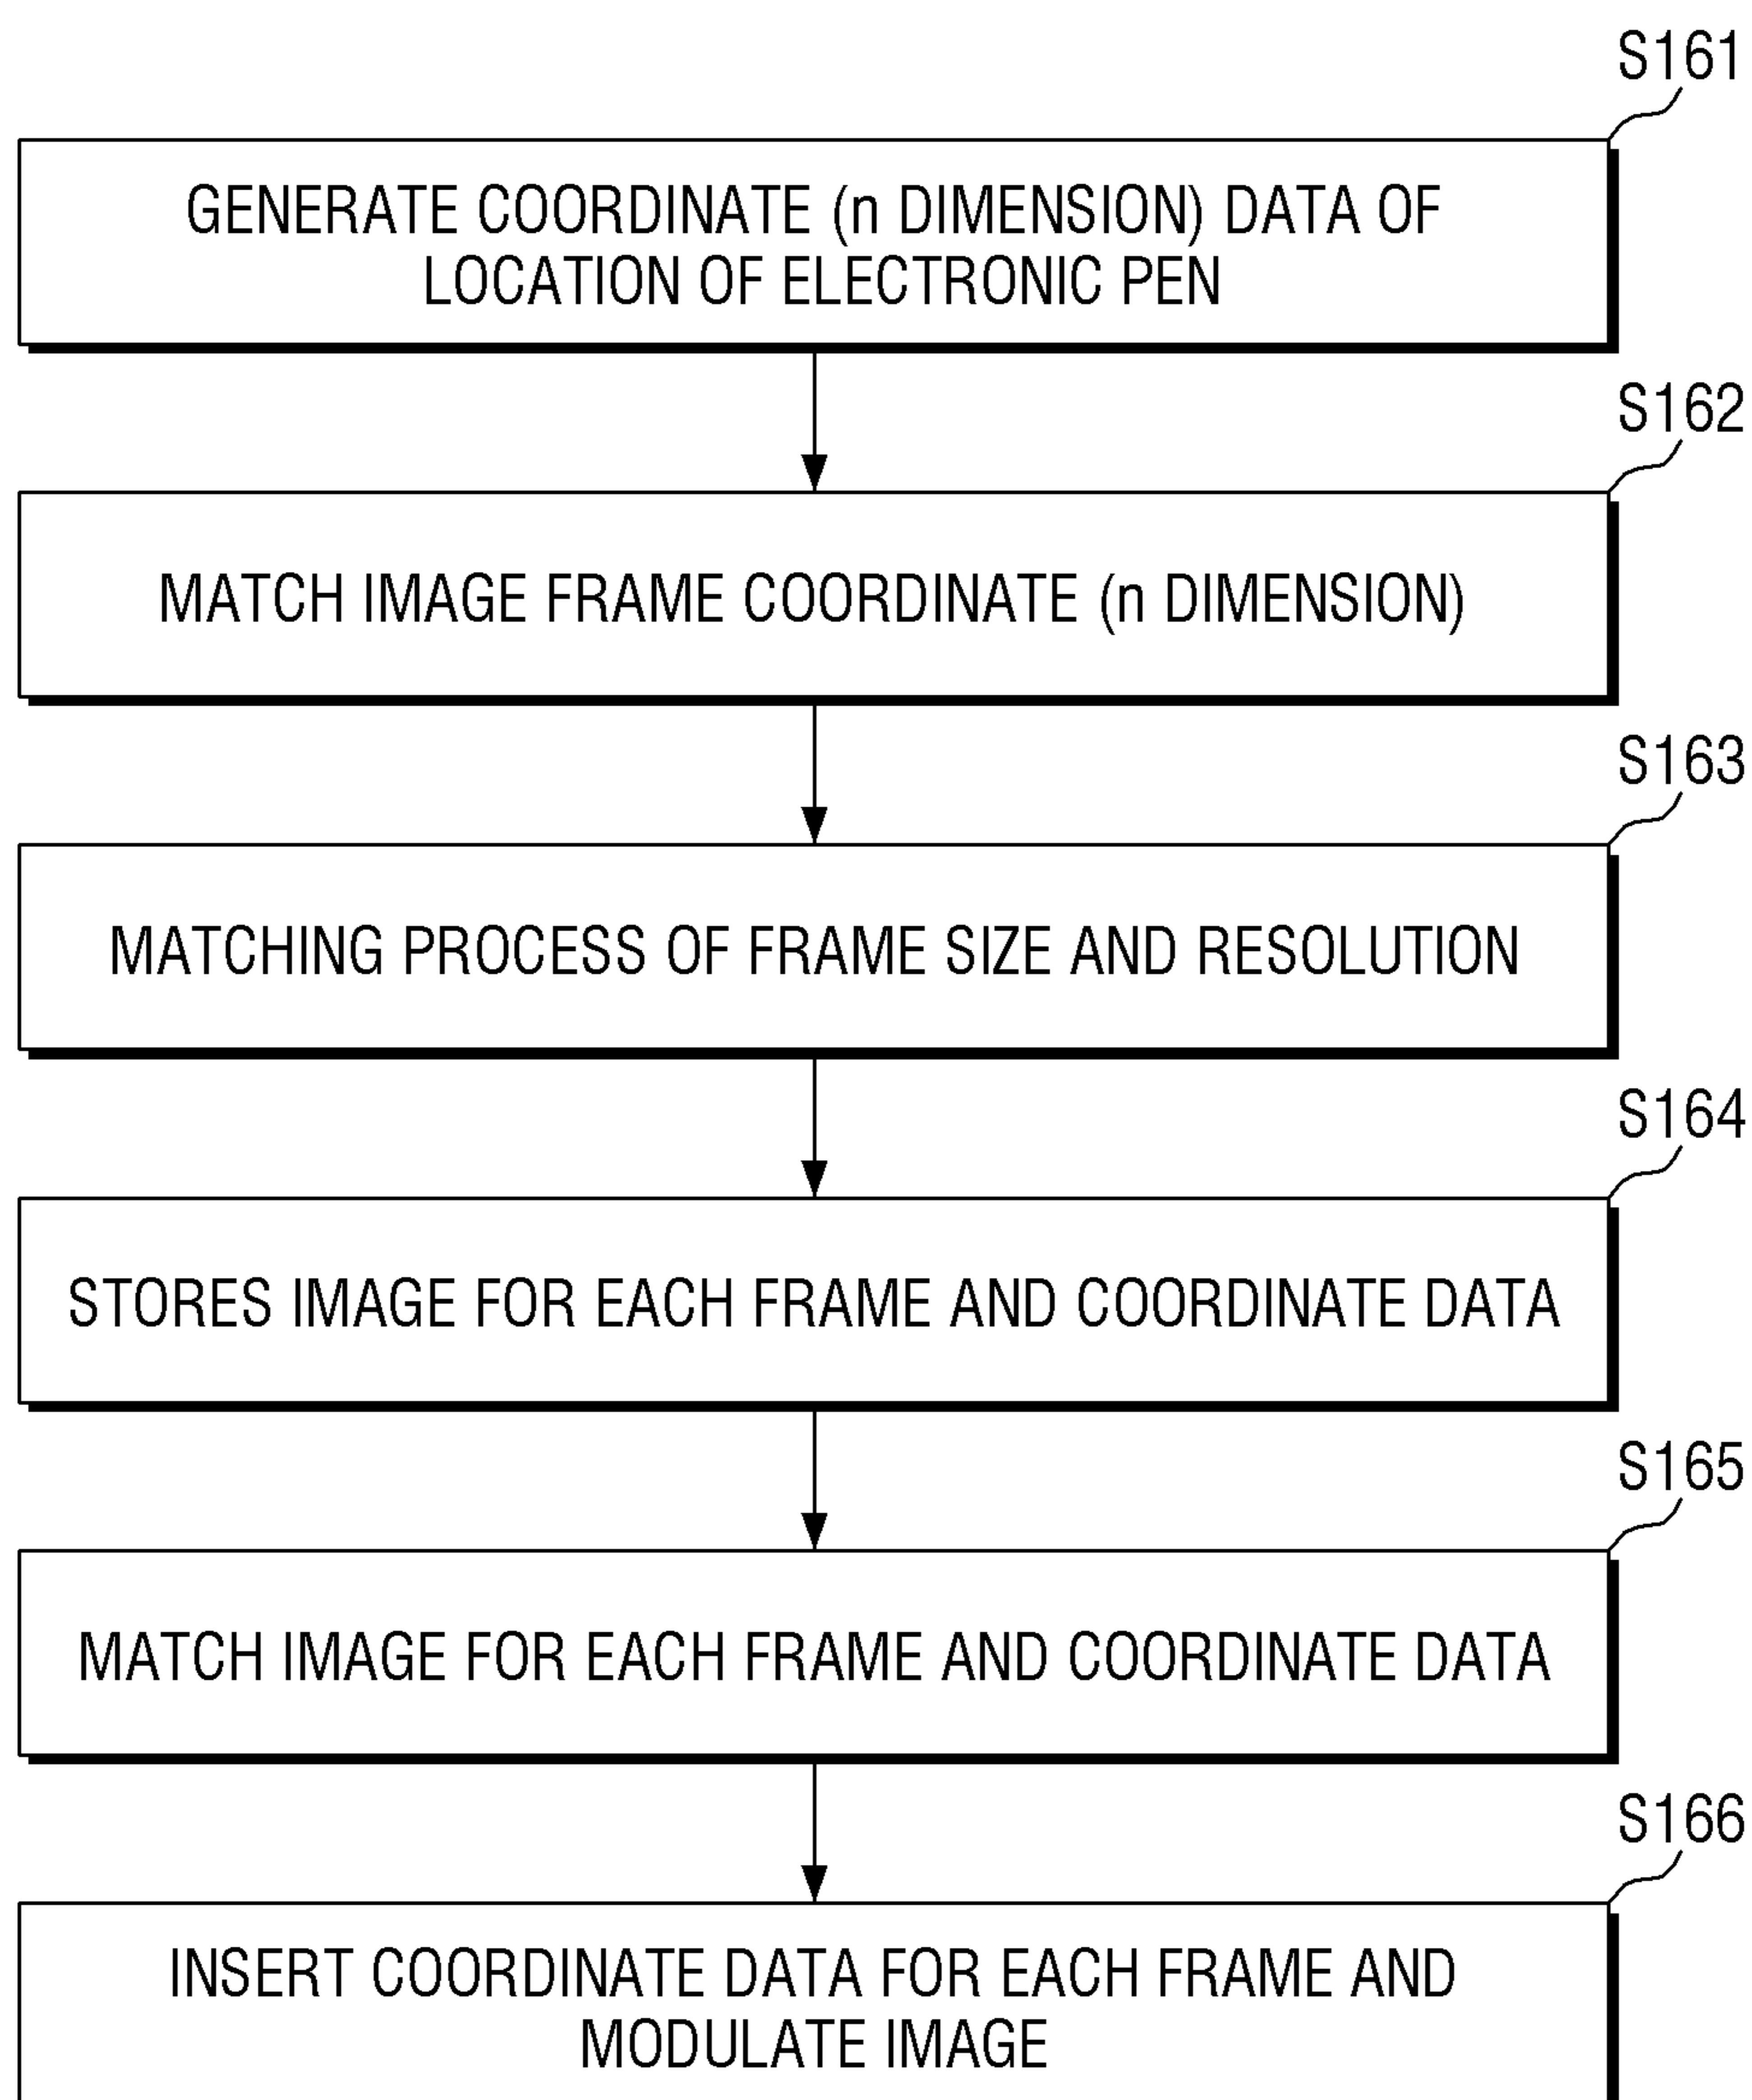 S161
GENERATE COORDINATE (n DIMENSION) DATA OF
LOCATION OF ELECTRONIC PEN
S162
MATCH IMAGE FRAME COORDINATE (n DIMENSION)
S163
MATCHING PROCESS OF FRAME SIZE AND RESOLUTION
S164
STORES IMAGE FOR EACH FRAME AND COORDINATE DATA
S165
MATCH IMAGE FOR EACH FRAME AND COORDINATE DATA
S166
INSERT COORDINATE DATA FOR EACH FRAME AND
MODULATE IMAGE